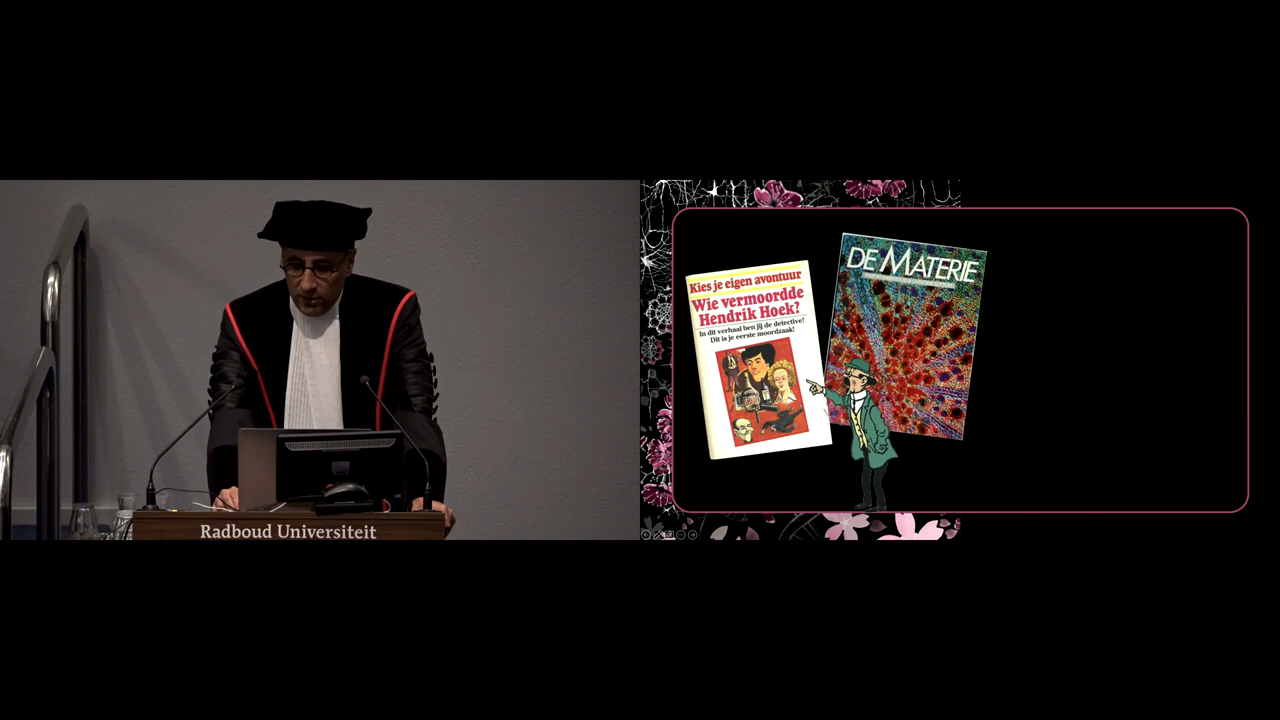 Radboud Universiteit
Kies je eigen avontuur
Wie vermoordde
Hendrik Hoek?
In dit verhaal ben jij de detective!
Dit is je eerste moordzaak!
DE MATERIE